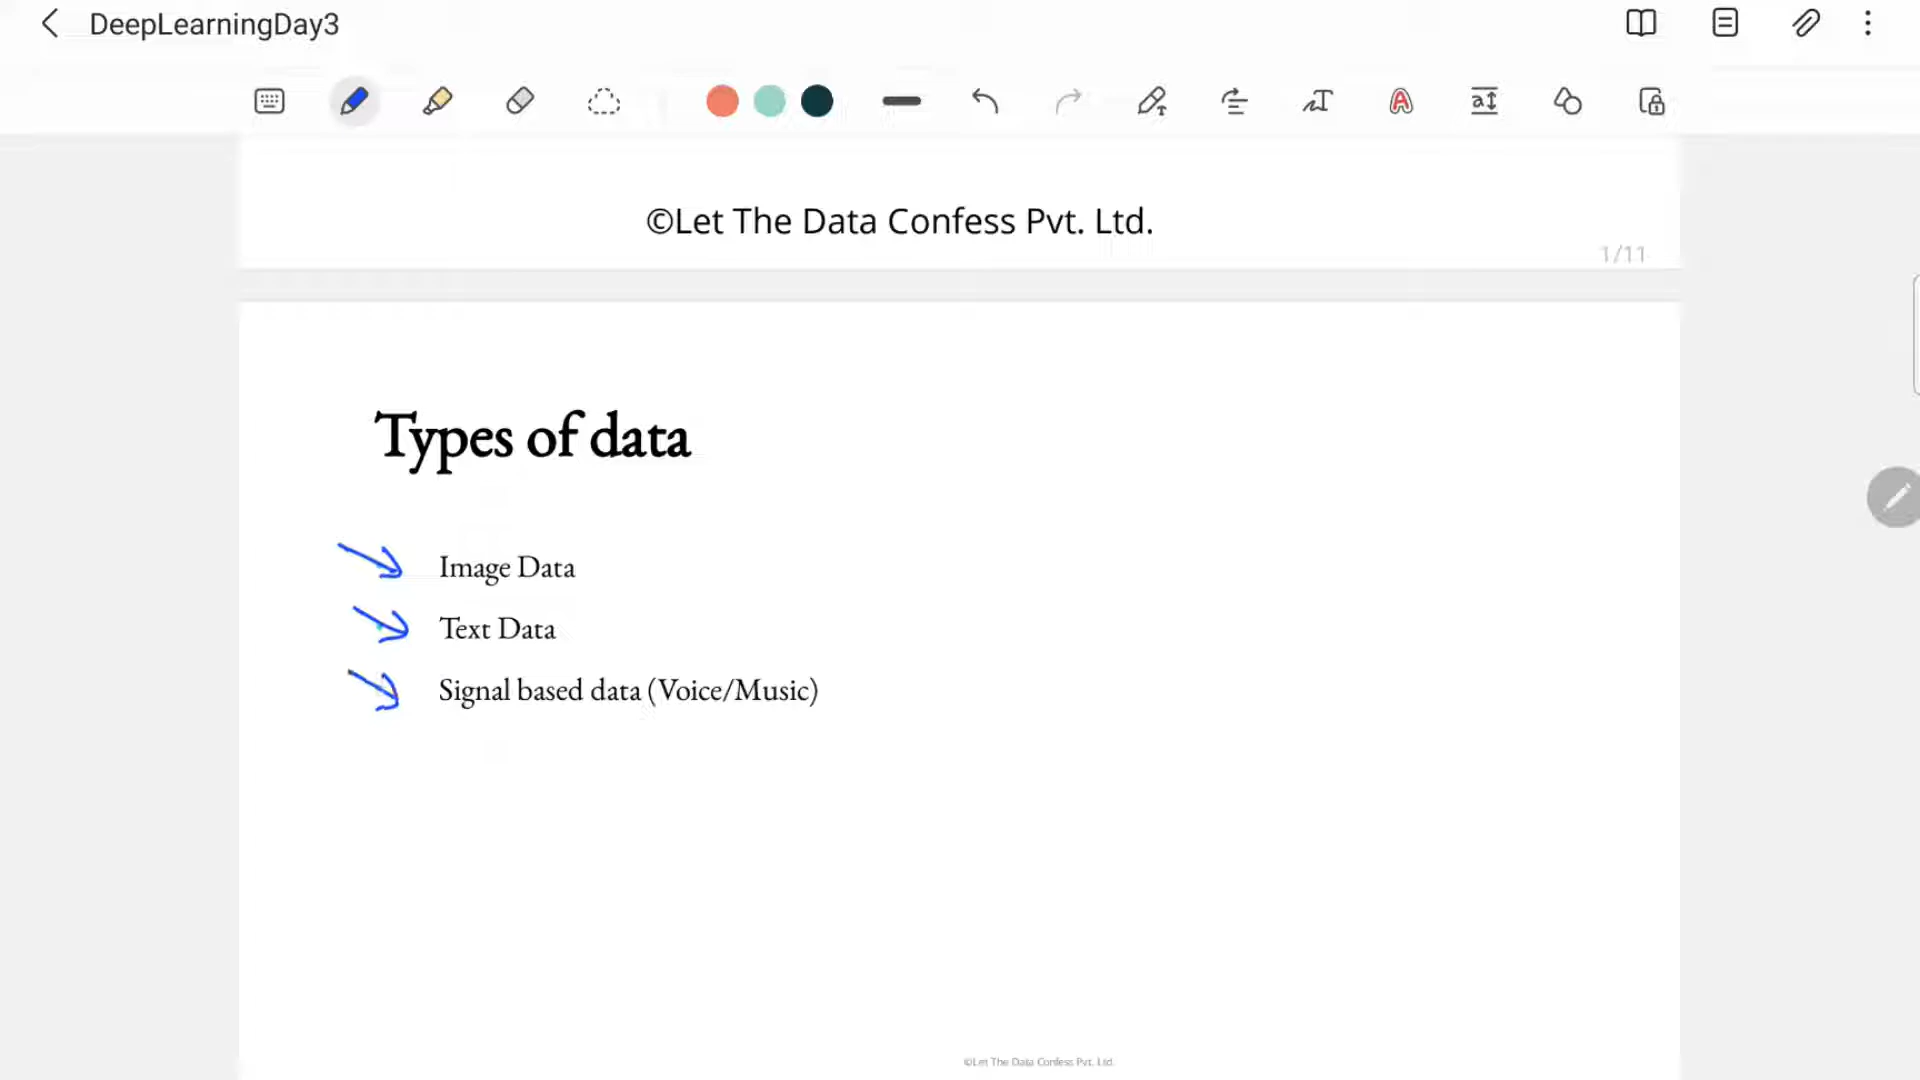 DeepLearningDay3
©Let The Data Confess Pvt. Ltd.
1/11
Types of data
Image Data
Text Data
Signal based data (Voice/Music)
©Let The Data Confess Pvt. Ltd.